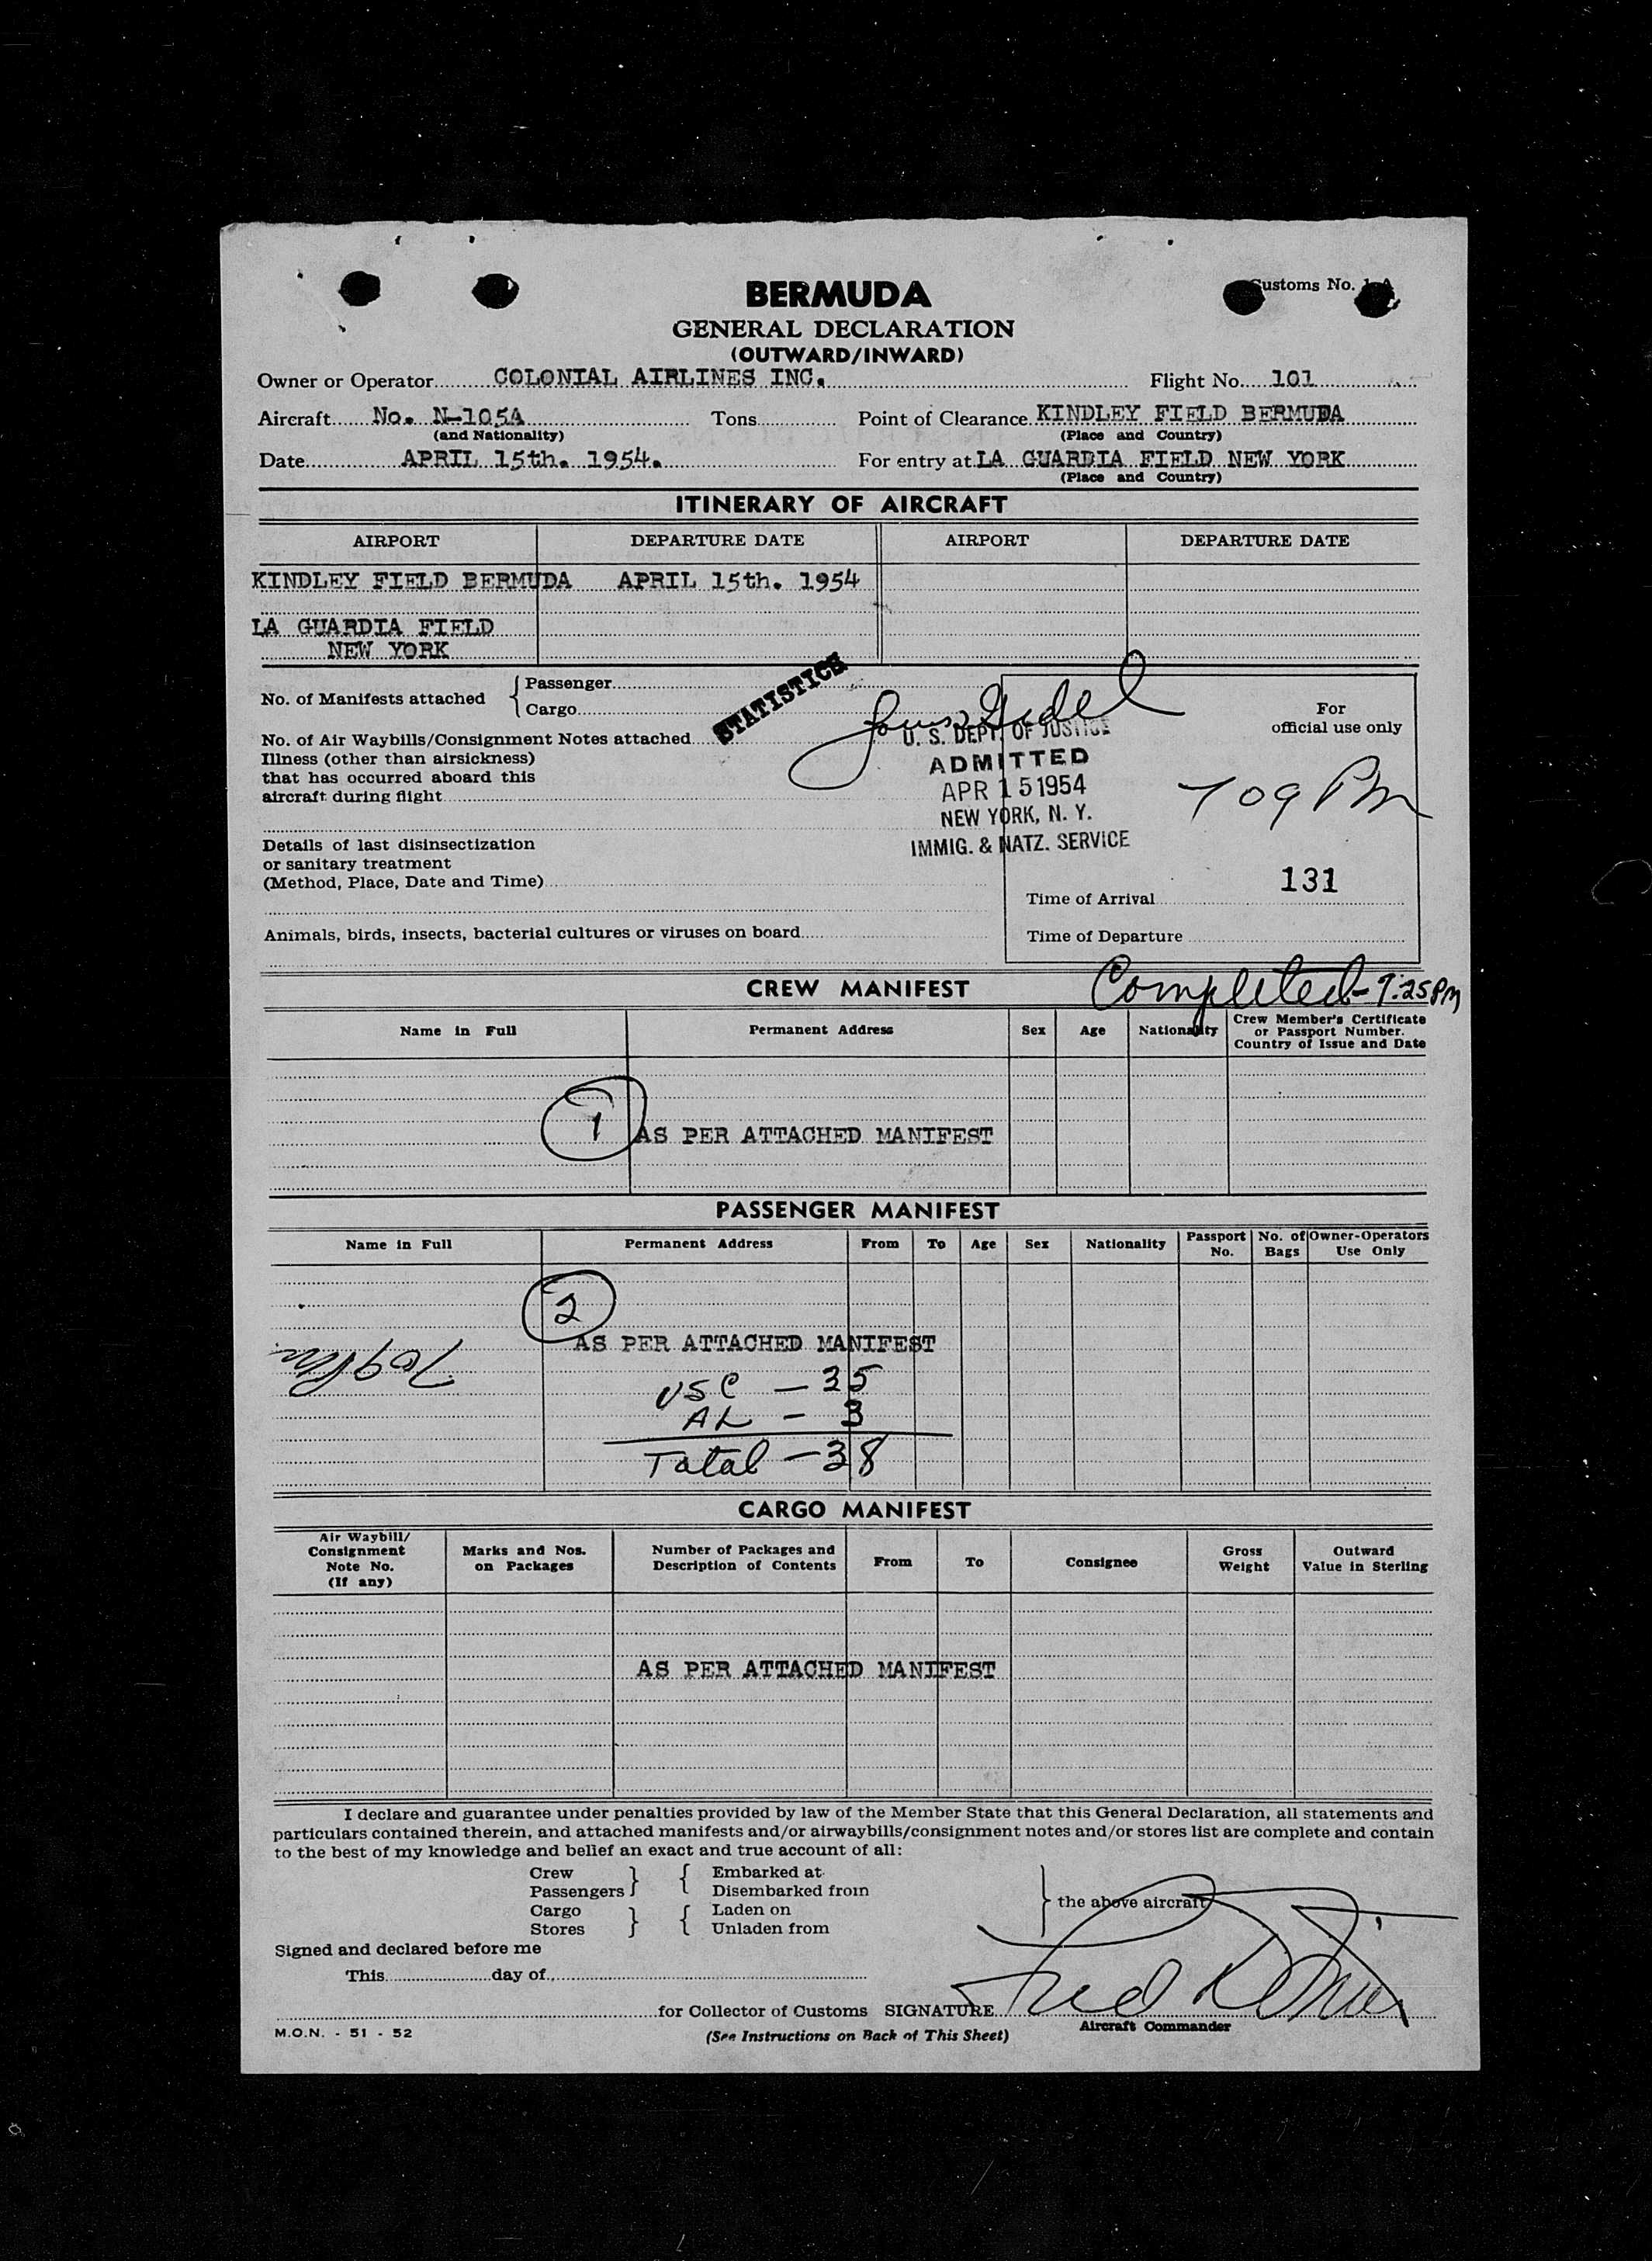 Customs No. 1 A
BERMUDA
GENERAL DECLARATION
(OUTWARD/INWARD)
Owner or Operator COLONIAL AIRLINES INC. Flight No. 101
Aircraft No. N-105A Tons Point of Clearance KINDLEY FIELD BERMUDA
(and Nationality) (Place and Country)
Date APRIL 15th. 1954. For entry at LA GUARDIA FIELD NEW YORK
(Place and Country)
ITINERARY OF AIRCRAFT
AIRPORT DEPARTURE DATE AIRPORT DEPARTURE DATE
KINDLEY FIELD BERMUDA APRIL 15th. 1954
LA GUARDIA FIELD
NEW YORK
STATISTICS
No. of Manifests attached { Passenger
Cargo
For
official use only
No. of Air Waybills/Consignment Notes attached
U. S. DEPT. OF JUSTICE
Illness (other than airsickness)
that has occurred aboard this
aircraft during flight
ADMITTED
APR 15 1954
NEW YORK, N. Y.
IMMIG. & NATZ. SERVICE
709 PM
Details of last disinsectization
or sanitary treatment
(Method, Place, Date and Time)
131
Time of Arrival
Animals, birds, insects, bacterial cultures or viruses on board
Time of Departure
CREW MANIFEST
Completed - 7:25 PM
Name in Full Permanent Address Sex Age Nationality Crew Member's Certificate
or Passport Number.
Country of Issue and Date
1
AS PER ATTACHED MANIFEST
PASSENGER MANIFEST
Name in Full Permanent Address From To Age Sex Nationality Passport No. No. of Bags Owner-Operators Use Only
2
AS PER ATTACHED MANIFEST
709 Pm
USC - 35
AL - 3
Total - 38
CARGO MANIFEST
Air Waybill/
Consignment
Note No.
(If any)
Marks and Nos.
on Packages
Number of Packages and
Description of Contents
From To Consignee
Gross
Weight
Outward
Value in Sterling
AS PER ATTACHED MANIFEST
I declare and guarantee under penalties provided by law of the Member State that this General Declaration, all statements and
particulars contained therein, and attached manifests and/or airwaybills/consignment notes and/or stores list are complete and contain
to the best of my knowledge and belief an exact and true account of all:
Crew } { Embarked at }
Passengers } { Disembarked from
the above aircraft
Cargo } { Laden on
Stores } { Unladen from
Signed and declared before me
This day of
for Collector of Customs SIGNATURE
Aircraft Commander
M.O.N. - 51 - 52 (See Instructions on Back of This Sheet)